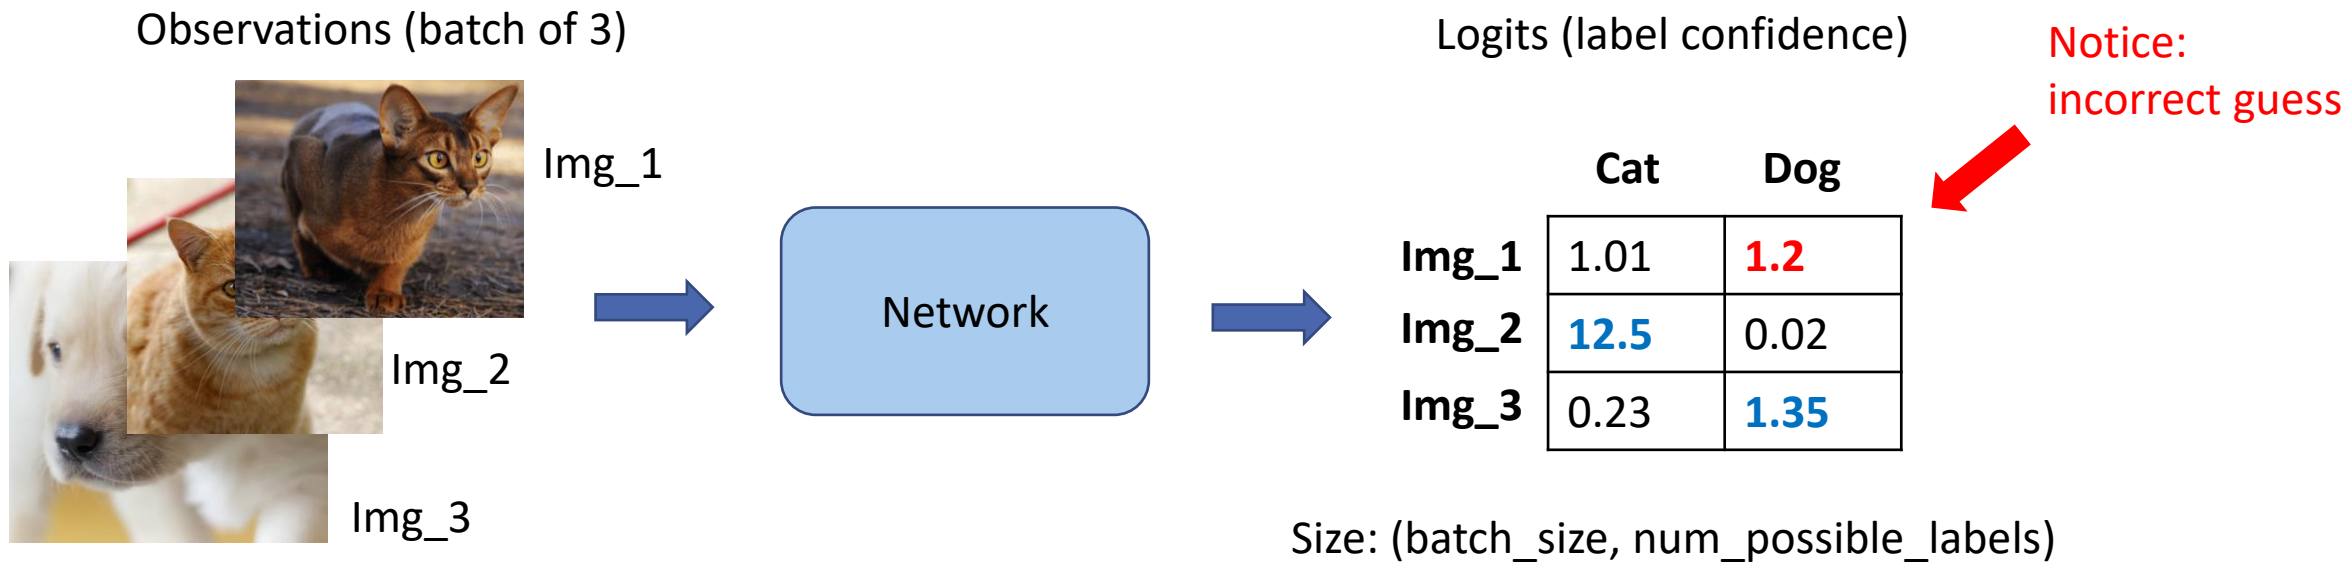 Observations (batch of 3)
Logits (label confidence)
Notice:
incorrect guess
Img_1
Img_2
Img_3
Network
Cat Dog
Img_1 1.01 1.2
Img_2 12.5 0.02
Img_3 0.23 1.35
Size: (batch_size, num_possible_labels)